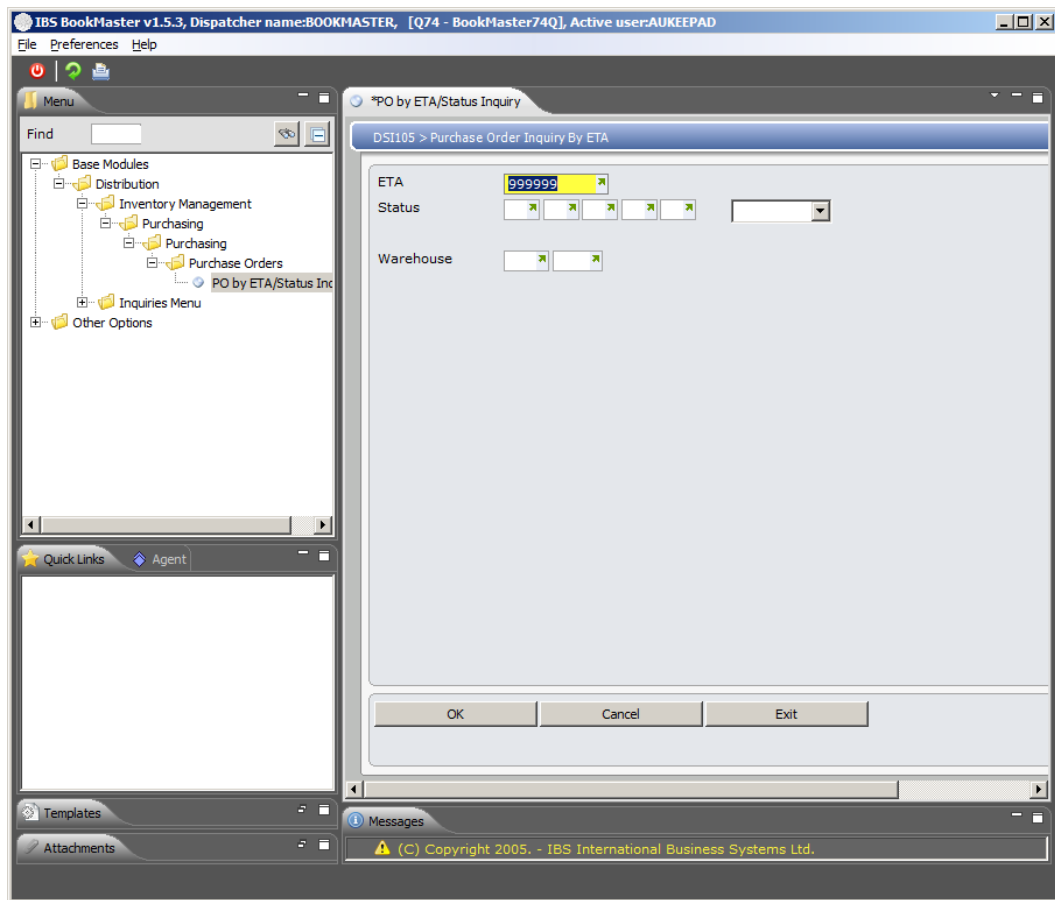 IBS BookMaster v1.5.3, Dispatcher name:BOOKMASTER, [Q74 - BookMaster74Q], Active user:AUKEEPAD
File Preferences Help
Menu
Find
Base Modules
Distribution
Inventory Management
Purchasing
Purchasing
Purchase Orders
PO by ETA/Status Inc
Inquiries Menu
Other Options
Quick Links Agent
Templates
Attachments
*PO by ETA/Status Inquiry
DSI105 > Purchase Order Inquiry By ETA
ETA 999999
Status
Warehouse
OK Cancel Exit
Messages
(C) Copyright 2005. - IBS International Business Systems Ltd.